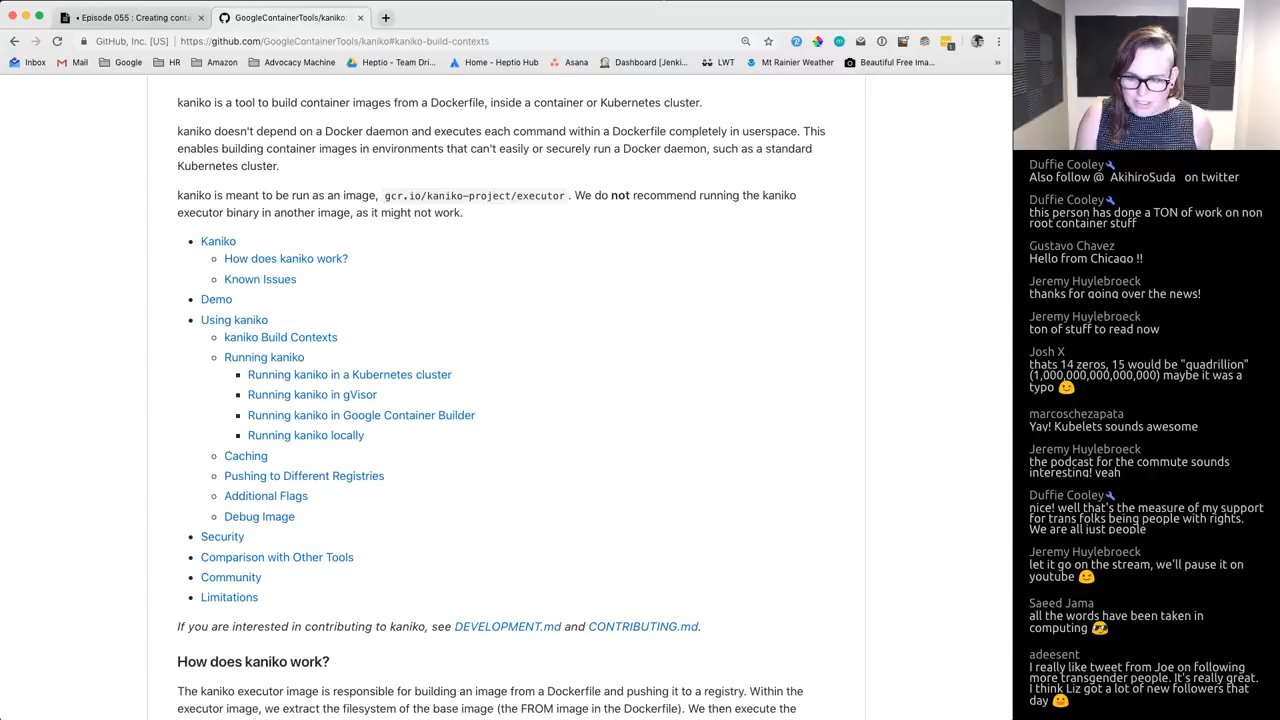 • Episode 055 : Creating conta
GoogleContainerTools/kaniko:
GitHub, Inc. [US]
https://github.com/GoogleContainerTools/kaniko#kaniko-build-contexts
Inbox
Mail
Google
HR
Amazon
Advocacy Machine
Heptio - Team Dri...
Home - Heptio Hub
Asana
Dashboard [Jenki...
LWT
Mt Rainier Weather
Beautiful Free Ima...
kaniko is a tool to build container images from a Dockerfile, inside a container or Kubernetes cluster.
kaniko doesn't depend on a Docker daemon and executes each command within a Dockerfile completely in userspace. This
enables building container images in environments that can't easily or securely run a Docker daemon, such as a standard
Kubernetes cluster.
kaniko is meant to be run as an image, gcr.io/kaniko-project/executor . We do not recommend running the kaniko
executor binary in another image, as it might not work.
• Kaniko
How does kaniko work?
Known Issues
• Demo
• Using kaniko
kaniko Build Contexts
Running kaniko
Running kaniko in a Kubernetes cluster
Running kaniko in gVisor
Running kaniko in Google Container Builder
Running kaniko locally
Caching
Pushing to Different Registries
Additional Flags
Debug Image
• Security
• Comparison with Other Tools
• Community
• Limitations
If you are interested in contributing to kaniko, see DEVELOPMENT.md and CONTRIBUTING.md.
How does kaniko work?
The kaniko executor image is responsible for building an image from a Dockerfile and pushing it to a registry. Within the
executor image, we extract the filesystem of the base image (the FROM image in the Dockerfile). We then execute the
Duffie Cooley
Also follow @ AkihiroSuda on twitter
Duffie Cooley
this person has done a TON of work on non
root container stuff
Gustavo Chavez
Hello from Chicago !!
Jeremy Huylebroeck
thanks for going over the news!
Jeremy Huylebroeck
ton of stuff to read now
Josh X
thats 14 zeros, 15 would be "quadrillion"
(1,000,000,000,000,000) maybe it was a
typo 😉
marcoschezapata
Yay! Kubelets sounds awesome
Jeremy Huylebroeck
the podcast for the commute sounds
interesting! yeah
Duffie Cooley
nice! well that's the measure of my support
for trans folks being people with rights.
We are all just people
Jeremy Huylebroeck
let it go on the stream, we'll pause it on
youtube 😉
Saeed Jama
all the words have been taken in
computing
adeesent
I really like tweet from Joe on following
more transgender people. It's really great.
I think Liz got a lot of new followers that
day